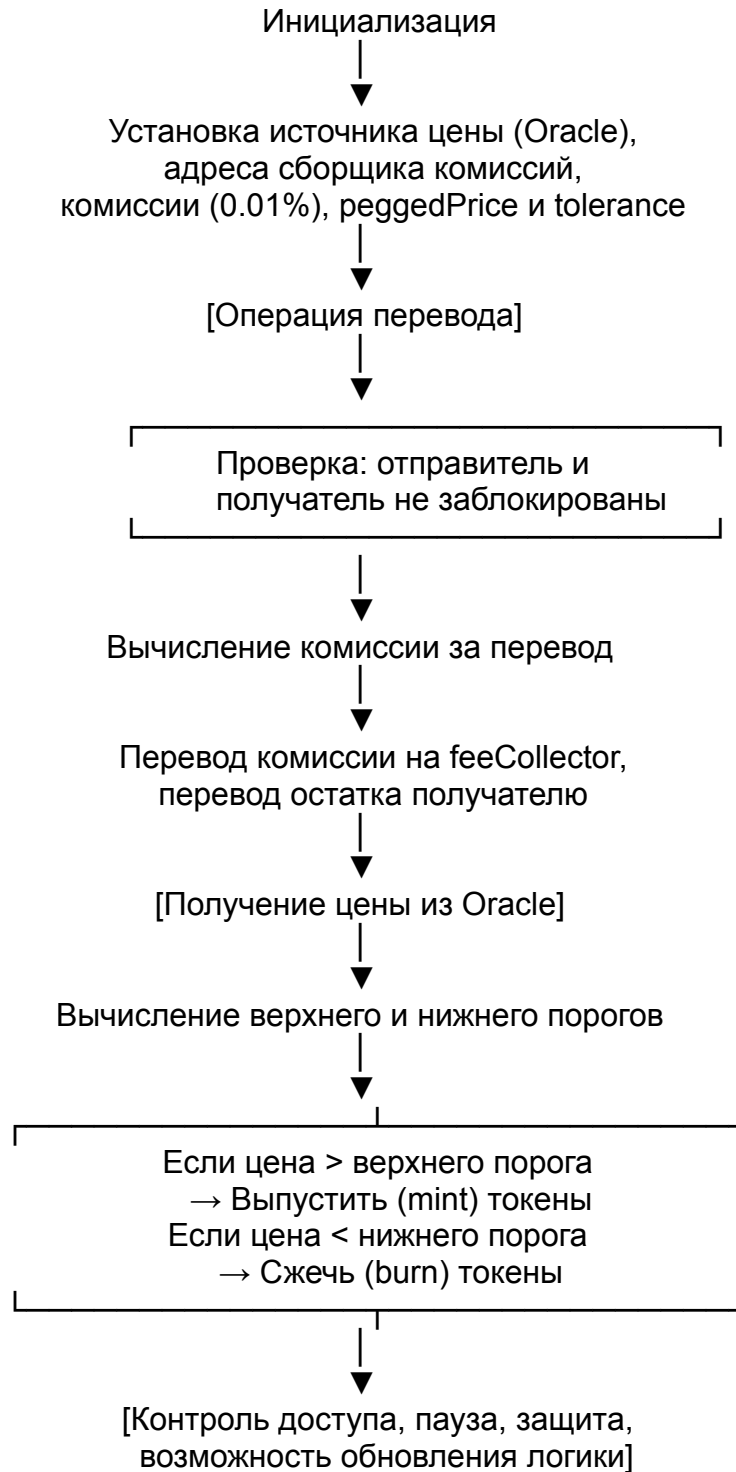 Инициализация
Установка источника цены (Oracle),
адреса сборщика комиссий,
комиссии (0.01%), peggedPrice и tolerance
[Операция перевода]
Проверка: отправитель и
получатель не заблокированы
Вычисление комиссии за перевод
Перевод комиссии на feeCollector,
перевод остатка получателю
[Получение цены из Oracle]
Вычисление верхнего и нижнего порогов
Если цена > верхнего порога
→ Выпустить (mint) токены
Если цена < нижнего порога
→ Сжечь (burn) токены
[Контроль доступа, пауза, защита,
возможность обновления логики]